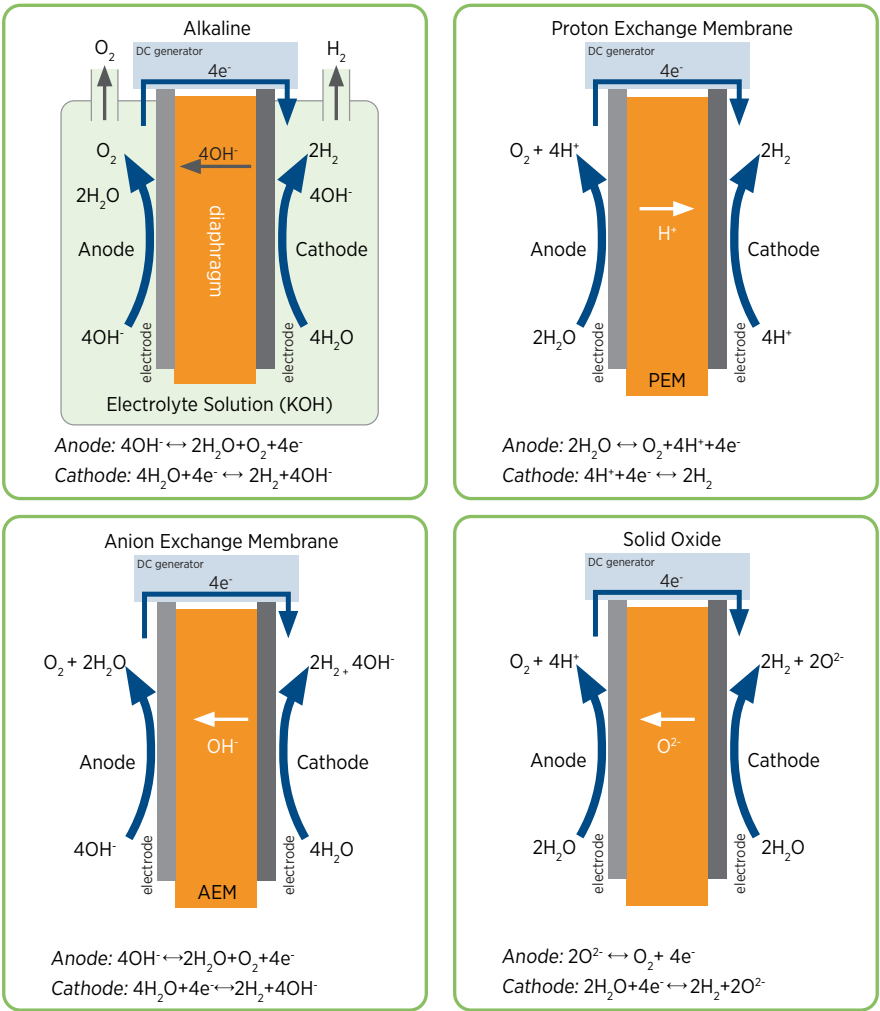 Alkaline
O₂
H₂
DC generator
4e⁻
O₂
4OH⁻
2H₂
2H₂O
4OH⁻
diaphragm
Anode
Cathode
4OH⁻
electrode
electrode
4H₂O
Electrolyte Solution (KOH)
Anode: 4OH⁻ ↔ 2H₂O+O₂+4e⁻
Cathode: 4H₂O+4e⁻ ↔ 2H₂+4OH⁻
Proton Exchange Membrane
DC generator
4e⁻
O₂ + 4H⁺
2H₂
H⁺
Anode
Cathode
2H₂O
electrode
electrode
4H⁺
PEM
Anode: 2H₂O ↔ O₂+4H⁺+4e⁻
Cathode: 4H⁺+4e⁻ ↔ 2H₂
Anion Exchange Membrane
DC generator
4e⁻
O₂ + 2H₂O
2H₂ ₊ 4OH⁻
OH⁻
Anode
Cathode
4OH⁻
electrode
electrode
4H₂O
AEM
Anode: 4OH⁻↔2H₂O+O₂+4e⁻
Cathode: 4H₂O+4e⁻↔2H₂+4OH⁻
Solid Oxide
DC generator
4e⁻
O₂ + 4H⁺
2H₂ + 2O²⁻
O²⁻
Anode
Cathode
2H₂O
electrode
electrode
2H₂O
Anode: 2O²⁻ ↔ O₂+ 4e⁻
Cathode: 2H₂O+4e⁻ ↔2H₂+2O²⁻